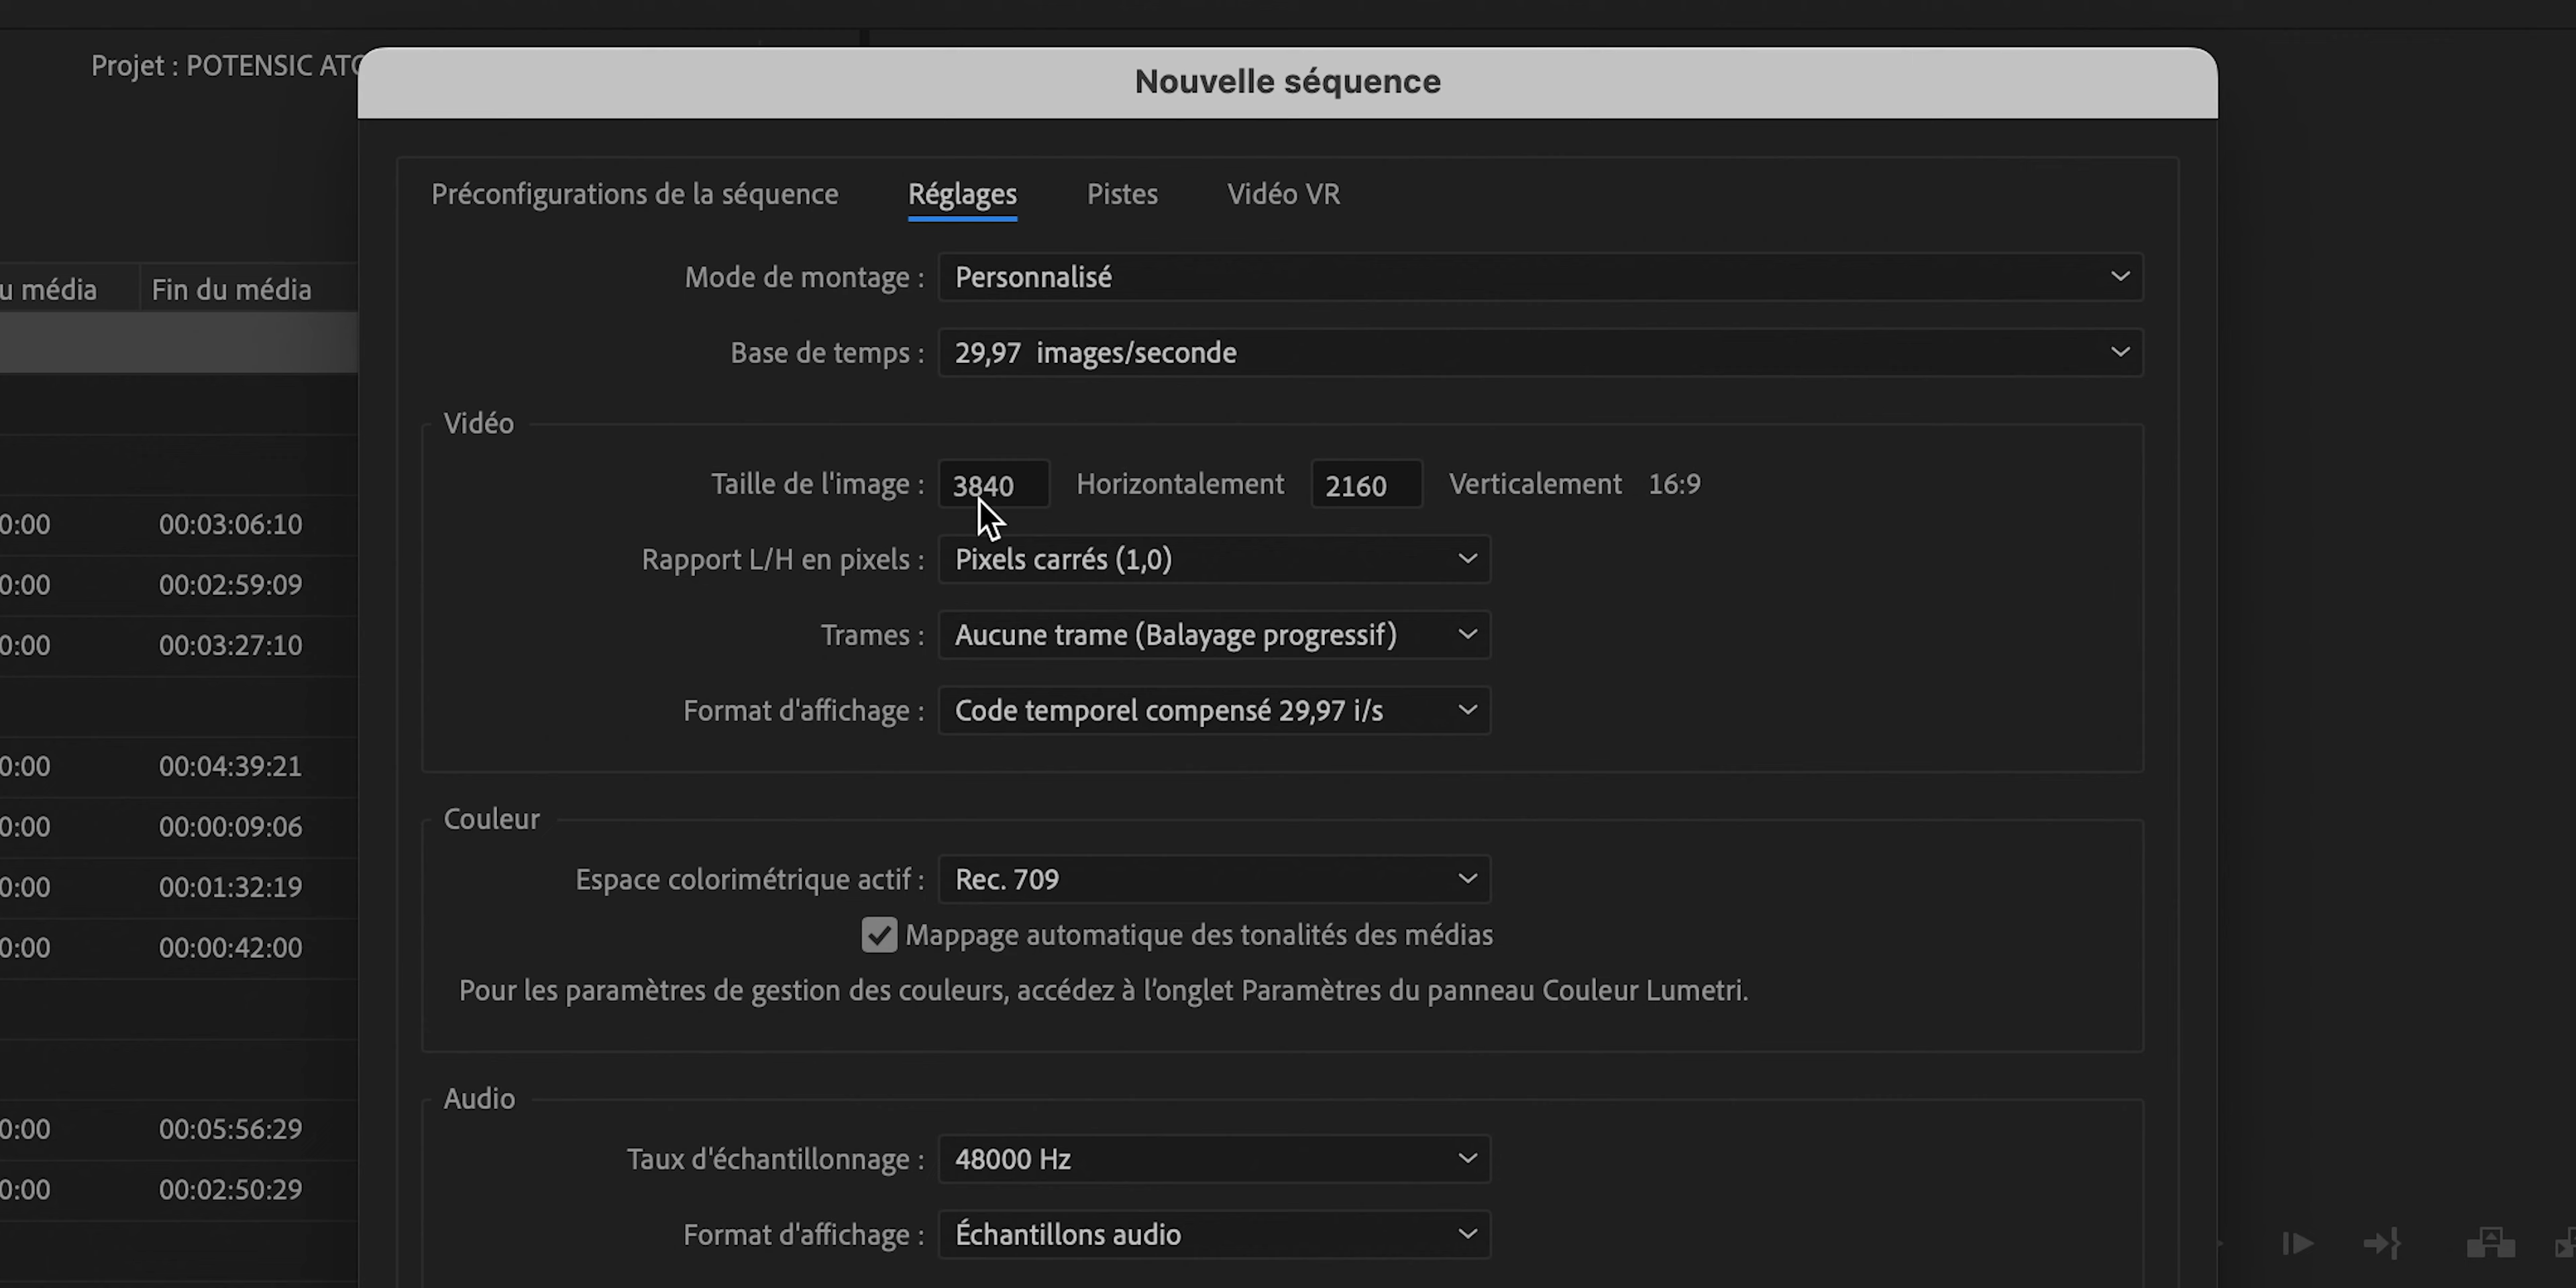 Projet : POTENSIC
Nouvelle séquence
Préconfigurations de la séquence Réglages Pistes Vidéo VR
Mode de montage : Personnalisé
média Fin du média
Base de temps : 29,97 images/seconde
Vidéo
Taille de l'image : 3840 Horizontalement 2160 Verticalement 16:9
0:00 00:03:06:10
Rapport L/H en pixels : Pixels carrés (1,0)
0:00 00:02:59:09
Trames : Aucune trame (Balayage progressif)
0:00 00:03:27:10
Format d'affichage : Code temporel compensé 29,97 i/s
0:00 00:04:39:21
Couleur
0:00 00:00:09:06
Espace colorimétrique actif : Rec. 709
0:00 00:01:32:19
Mappage automatique des tonalités des médias
0:00 00:00:42:00
Pour les paramètres de gestion des couleurs, accédez à l’onglet Paramètres du panneau Couleur Lumetri.
Audio
0:00 00:05:56:29
Taux d'échantillonnage : 48000 Hz
0:00 00:02:50:29
Format d'affichage : Échantillons audio